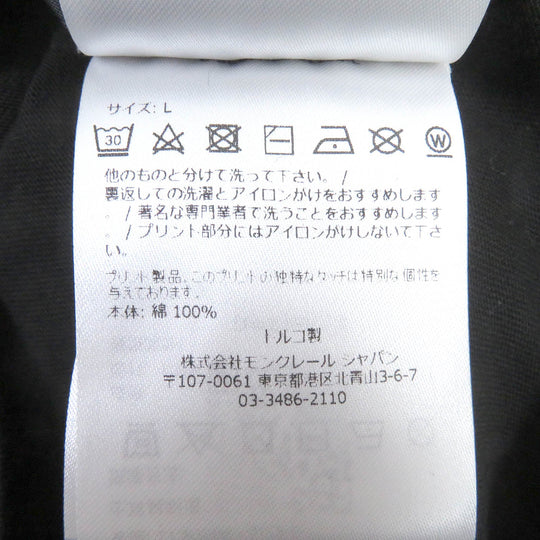 サイズ: L
30
W
他のものと分けて洗って下さい。/
裏返しての洗濯とアイロンがけをおすすめします
。/ 著名な専門業者で洗うことをおすすめします
。/ プリント部分にはアイロンがけしないで下さ
い。
プリント製品、このプリントの独特なタッチは特別な個性を
与えております。
本体: 綿 100%
トルコ製
株式会社モンクレール ジャパン
〒107-0061 東京都港区北青山3-6-7
03-3486-2110